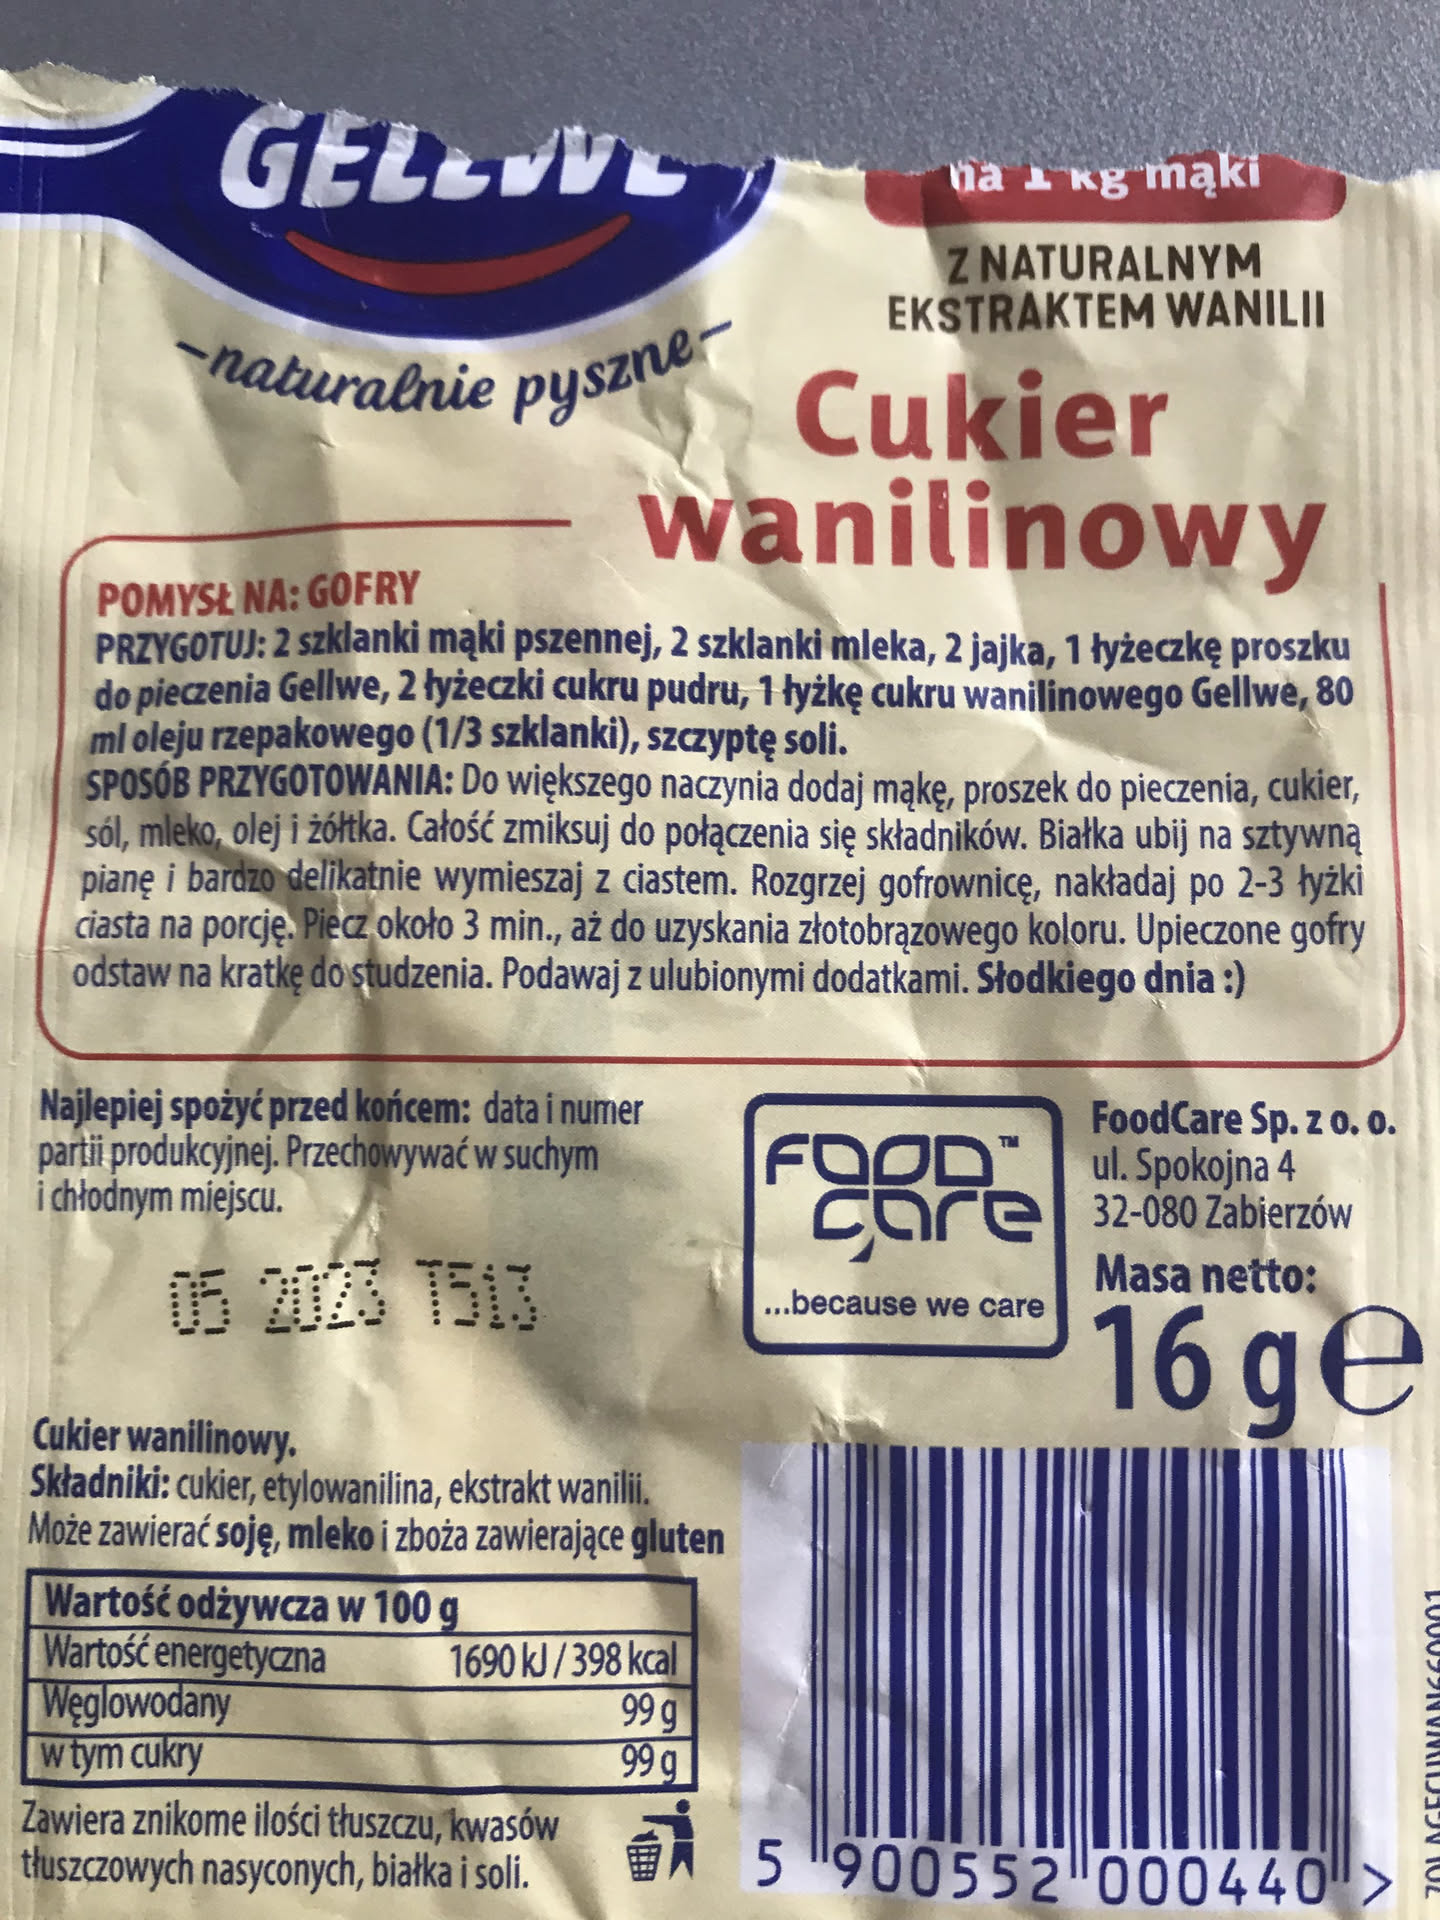 GELLWE
na 1 kg mąki
Z NATURALNYM
EKSTRAKTEM WANILII
-naturalnie pyszne-
Cukier
wanilinowy
POMYSŁ NA: GOFRY
PRZYGOTUJ: 2 szklanki mąki pszennej, 2 szklanki mleka, 2 jajka, 1 łyżeczkę proszku
do pieczenia Gellwe, 2 łyżeczki cukru pudru, 1 łyżkę cukru wanilinowego Gellwe, 80
ml oleju rzepakowego (1/3 szklanki), szczyptę soli.
SPOSÓB PRZYGOTOWANIA: Do większego naczynia dodaj mąkę, proszek do pieczenia, cukier,
sól, mleko, olej i żółtka. Całość zmiksuj do połączenia się składników. Białka ubij na sztywną
pianę i bardzo delikatnie wymieszaj z ciastem. Rozgrzej gofrownicę, nakładaj po 2-3 łyżki
ciasta na porcję. Piecz około 3 min., aż do uzyskania złotobrązowego koloru. Upieczone gofry
odstaw na kratkę do studzenia. Podawaj z ulubionymi dodatkami. Słodkiego dnia :)
Najlepiej spożyć przed końcem: data i numer
partii produkcyjnej. Przechowywać w suchym
i chłodnym miejscu.
05 2023 T513
FOOD™
care
...because we care
FoodCare Sp. z o. o.
ul. Spokojna 4
32-080 Zabierzów
Masa netto:
16 g e
Cukier wanilinowy.
Składniki: cukier, etylowanilina, ekstrakt wanilii.
Może zawierać soję, mleko i zboża zawierające gluten
Wartość odżywcza w 100 g
Wartość energetyczna 1690 kJ / 398 kcal
Węglowodany 99 g
w tym cukry 99 g
Zawiera znikome ilości tłuszczu, kwasów
tłuszczowych nasyconych, białka i soli.
5 900552 000440 >